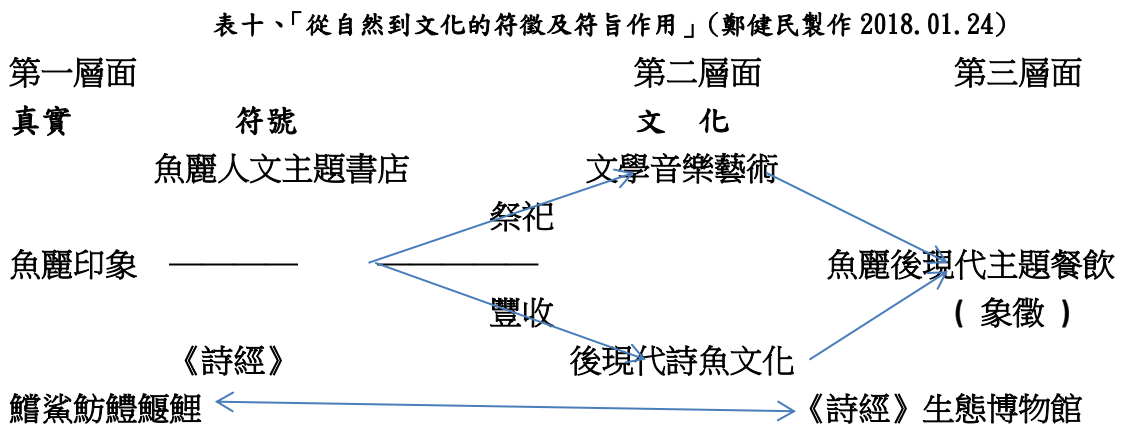 表十、「從自然到文化的符徵及符旨作用」(鄭健民製作 2018.01.24)
第一層面 第二層面 第三層面
真實 符號 文 化
魚麗人文主題書店 文學音樂藝術
祭祀
魚麗印象 魚麗後現代主題餐飲
豐收 ( 象徵 )
《詩經》 後現代詩魚文化
鱨鯊魴鱧鰋鯉 《詩經》生態博物館